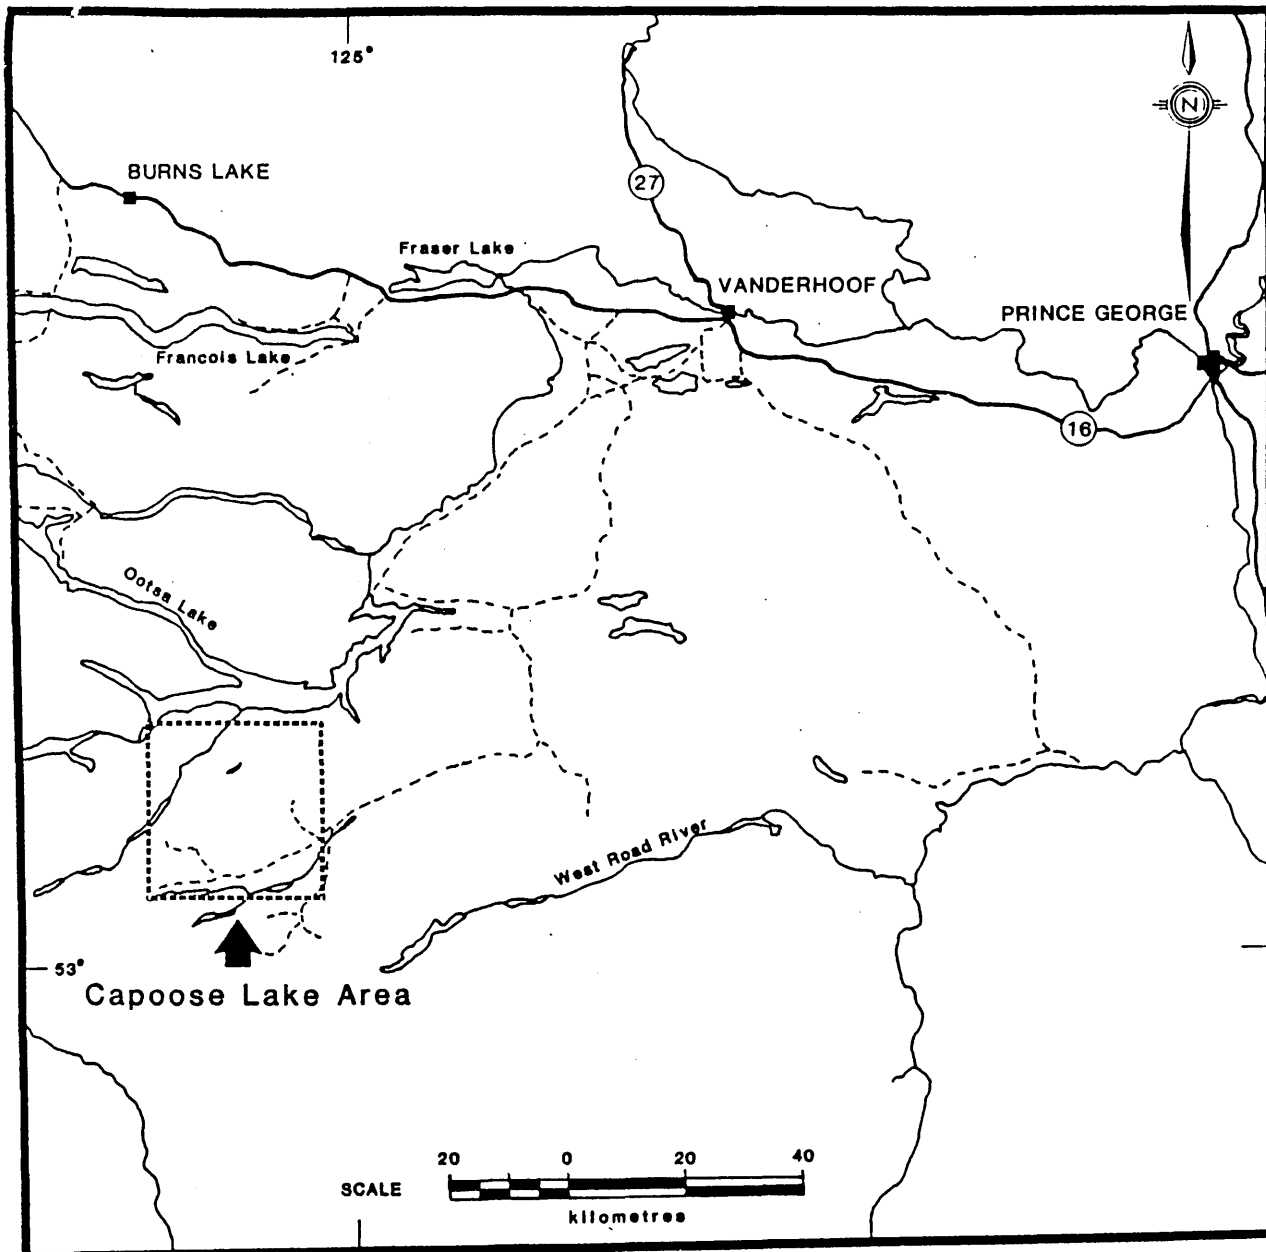 125°
N
BURNS LAKE
27
Fraser Lake
VANDERHOOF
PRINCE GEORGE
Francois Lake
16
Ootsa Lake
West Road River
53°
Capoose Lake Area
20 0 20 40
SCALE
kilometres